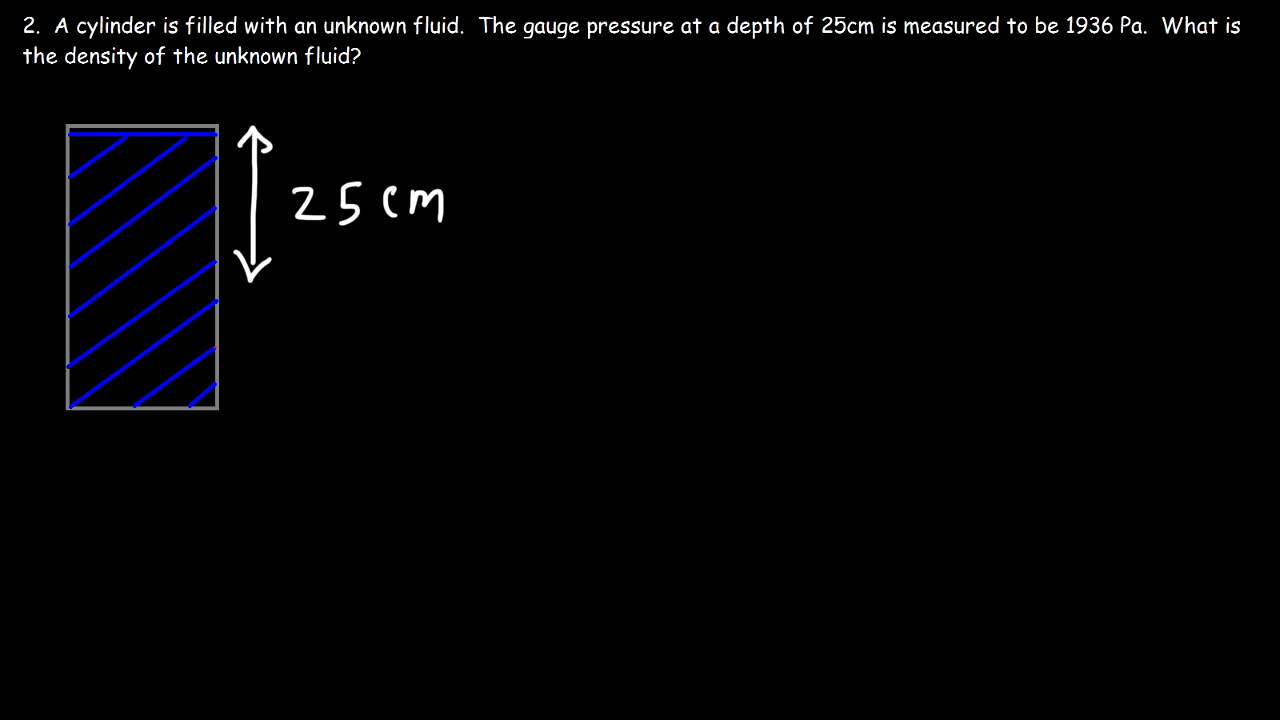 2. A cylinder is filled with an unknown fluid. The gauge pressure at a depth of 25cm is measured to be 1936 Pa. What is
the density of the unknown fluid?
25 cm